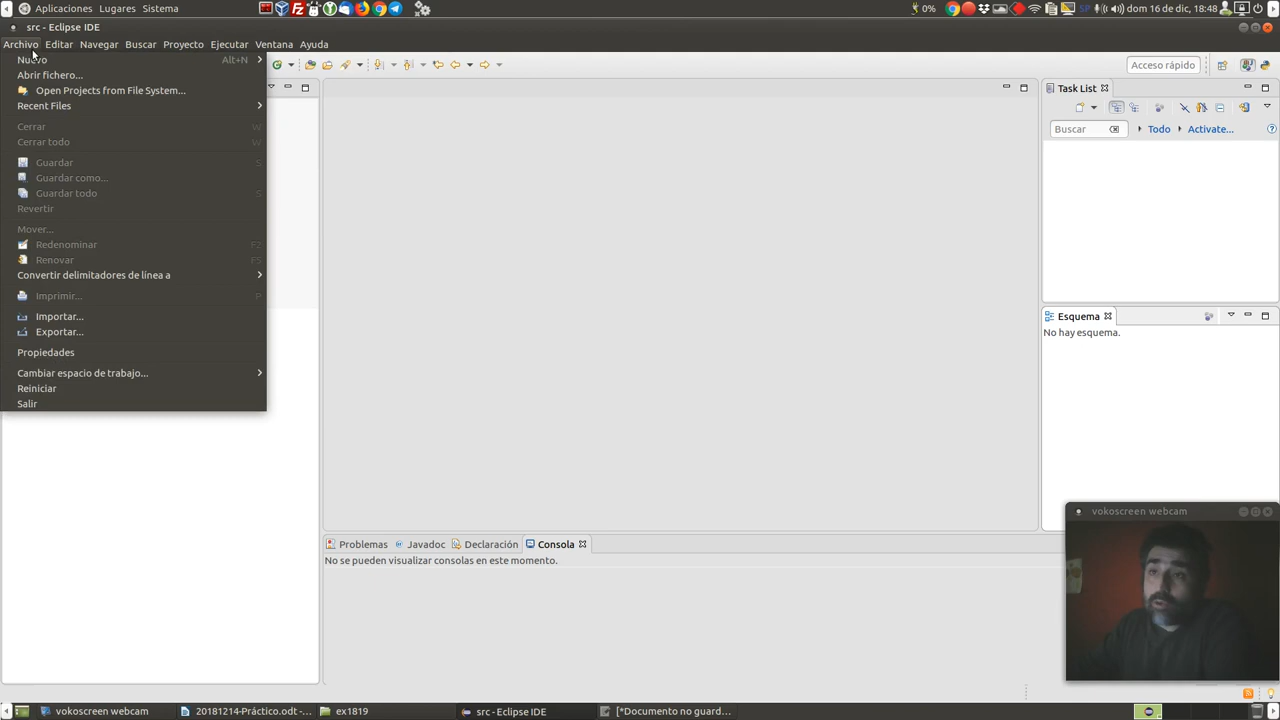 Aplicaciones Lugares Sistema
0% SP dom 16 de dic, 18:48
src - Eclipse IDE
Archivo Editar Navegar Buscar Proyecto Ejecutar Ventana Ayuda
Nuevo Alt+N
Acceso rápido
Abrir fichero...
Open Projects from File System...
Task List
Recent Files
Cerrar W
Buscar Todo Activate...
Cerrar todo W
Guardar S
Guardar como...
Guardar todo S
Revertir
Mover...
Redenominar F2
Renovar F5
Convertir delimitadores de línea a
Imprimir... P
Importar...
Esquema
Exportar...
No hay esquema.
Propiedades
Cambiar espacio de trabajo...
Reiniciar
Salir
vokoscreen webcam
Problemas Javadoc Declaración Consola
No se pueden visualizar consolas en este momento.
vokoscreen webcam 20181214-Práctico.odt -... ex1819 src - Eclipse IDE [*Documento no guard...